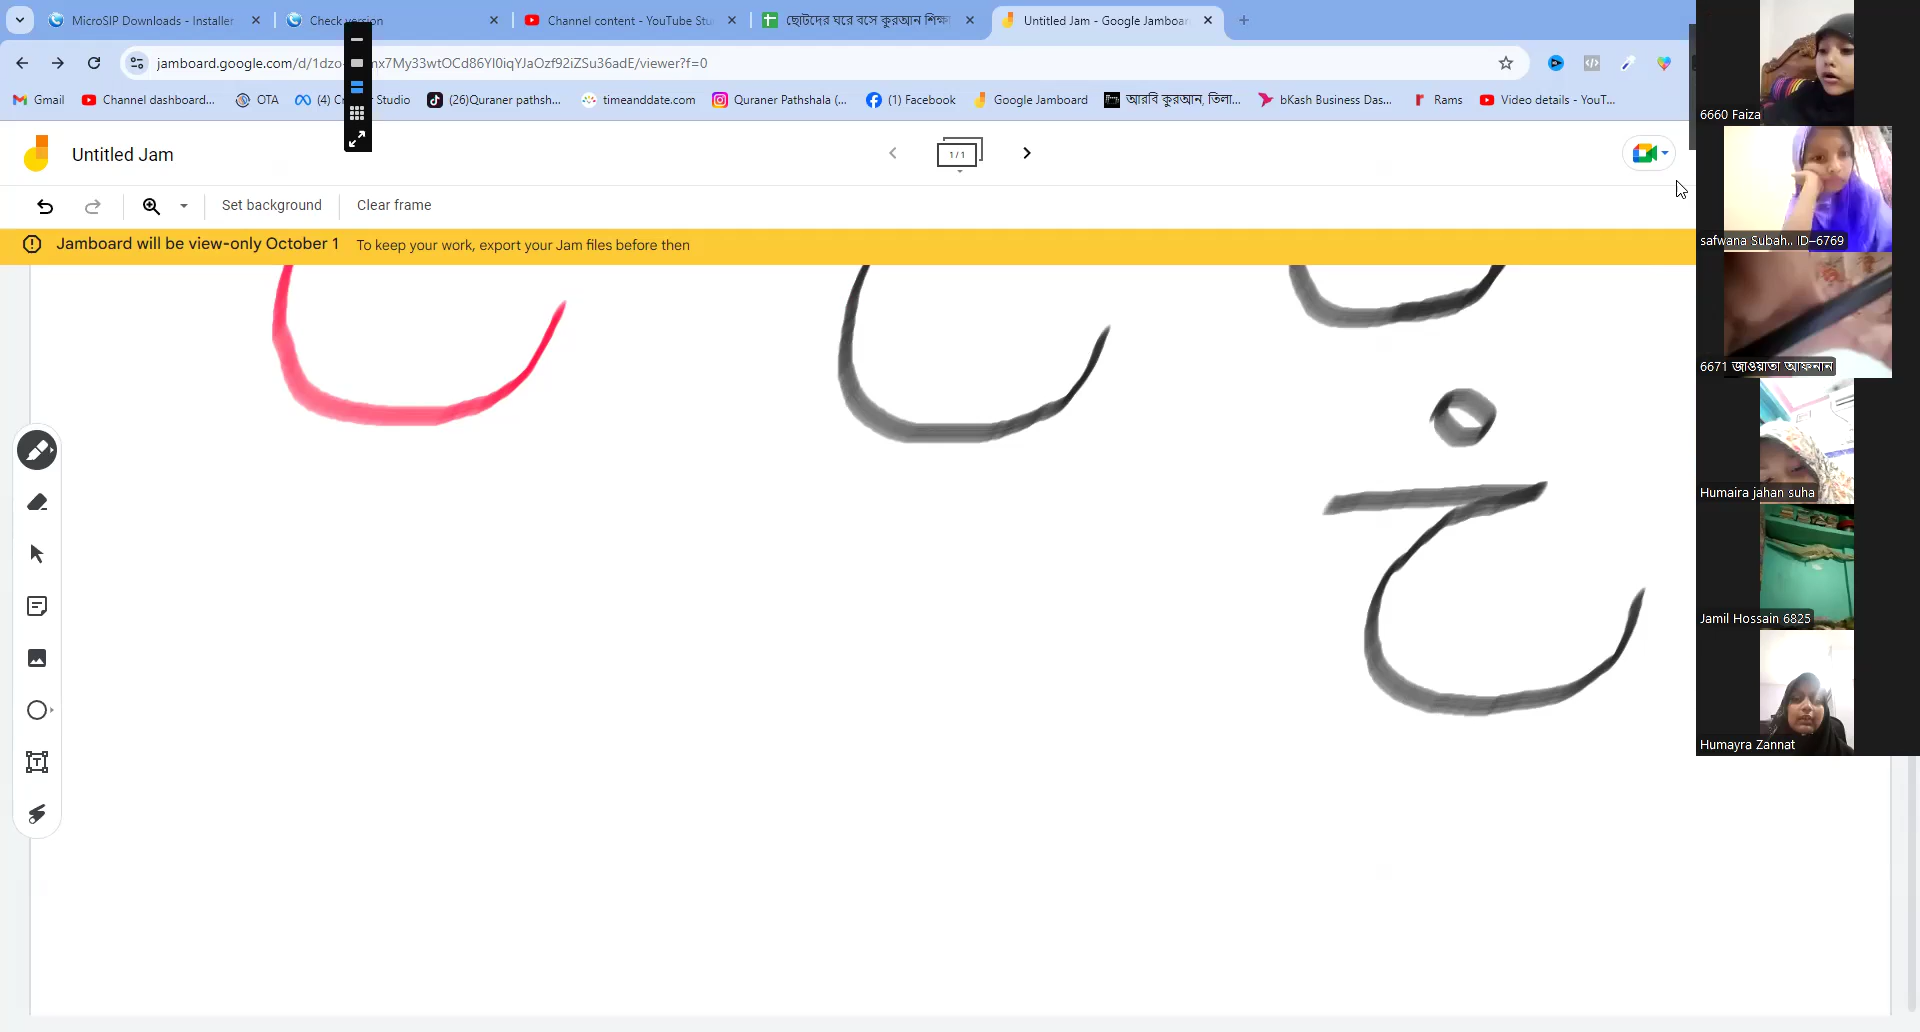 MicroSIP Downloads - Installer
Check version
Channel content - YouTube Stu
ছোটদের ঘরে বসে কুরআন শিক্ষা
Untitled Jam - Google Jamboar
jamboard.google.com/d/1dzo
mx7My33wtOCd86Yl0iqYJaOzf92iZSu36adE/viewer?f=0
Gmail
Channel dashboard...
OTA
(4) Cr
Studio
(26)Quraner pathsh...
timeanddate.com
Quraner Pathshala (...
(1) Facebook
Google Jamboard
আরবি কুরআন, তিলা...
bKash Business Das...
Rams
Video details - YouT...
Untitled Jam
1/1
Set background
Clear frame
Jamboard will be view-only October 1 To keep your work, export your Jam files before then
خ
6660 Faiza
safwana Subah.. ID–6769
6671 জাওয়াতা আফনান
Humaira jahan suha
Jamil Hossain 6825
Humayra Zannat